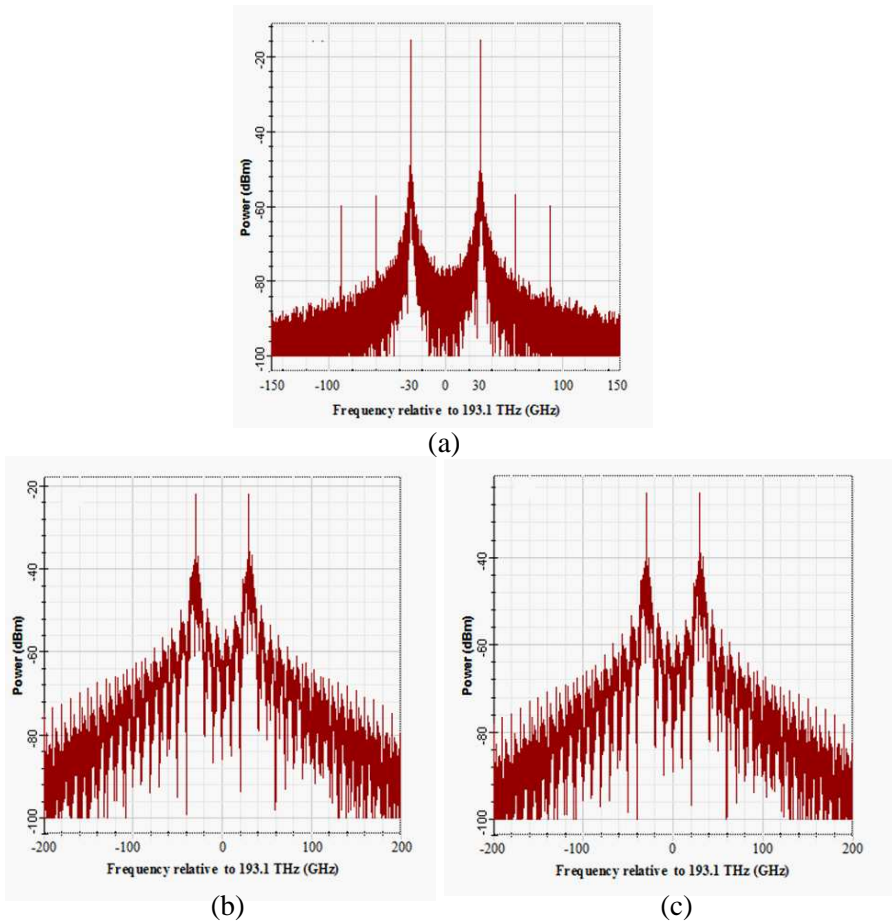 Power (dBm)
-20
-40
-60
-80
-100
-150 -100 -30 0 30 100 150
Frequency relative to 193.1 THz (GHz)
(a)
Power (dBm)
-20
-40
-60
-80
-100
-200 -100 0 100 200
Frequency relative to 193.1 THz (GHz)
(b)
Power (dBm)
-40
-60
-80
-100
-200 -100 0 100 200
Frequency relative to 193.1 THz (GHz)
(c)